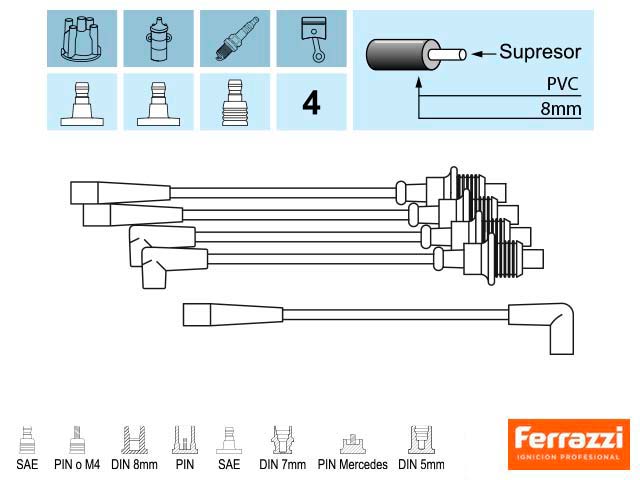 Supresor
PVC
4
8mm
SAE PIN o M4 DIN 8mm PIN SAE DIN 7mm PIN Mercedes DIN 5mm
Ferrazzi
IGNICION PROFESIONAL